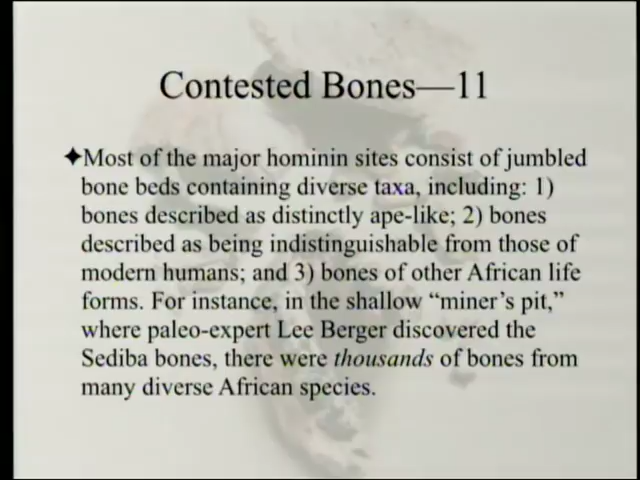 Contested Bones—11
✦Most of the major hominin sites consist of jumbled
bone beds containing diverse taxa, including: 1)
bones described as distinctly ape-like; 2) bones
described as being indistinguishable from those of
modern humans; and 3) bones of other African life
forms. For instance, in the shallow “miner’s pit,”
where paleo-expert Lee Berger discovered the
Sediba bones, there were thousands of bones from
many diverse African species.